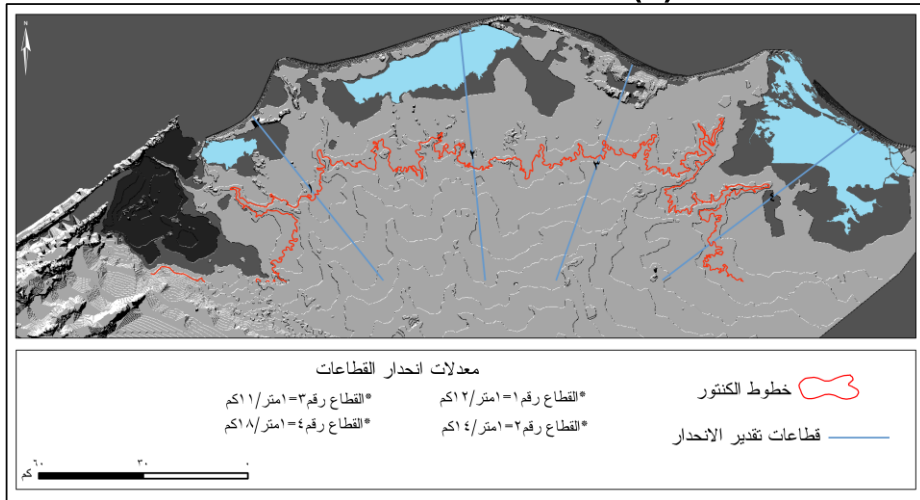 N
معدلات انحدار القطاعات
*القطاع رقم١=١متر/١٢كم
*القطاع رقم٣=١متر/١١كم
*القطاع رقم٢=١متر/١٤كم
*القطاع رقم٤=١متر/١٨كم
خطوط الكنتور
قطاعات تقدير الانحدار
٦٠ ٣٠ ٠
كم